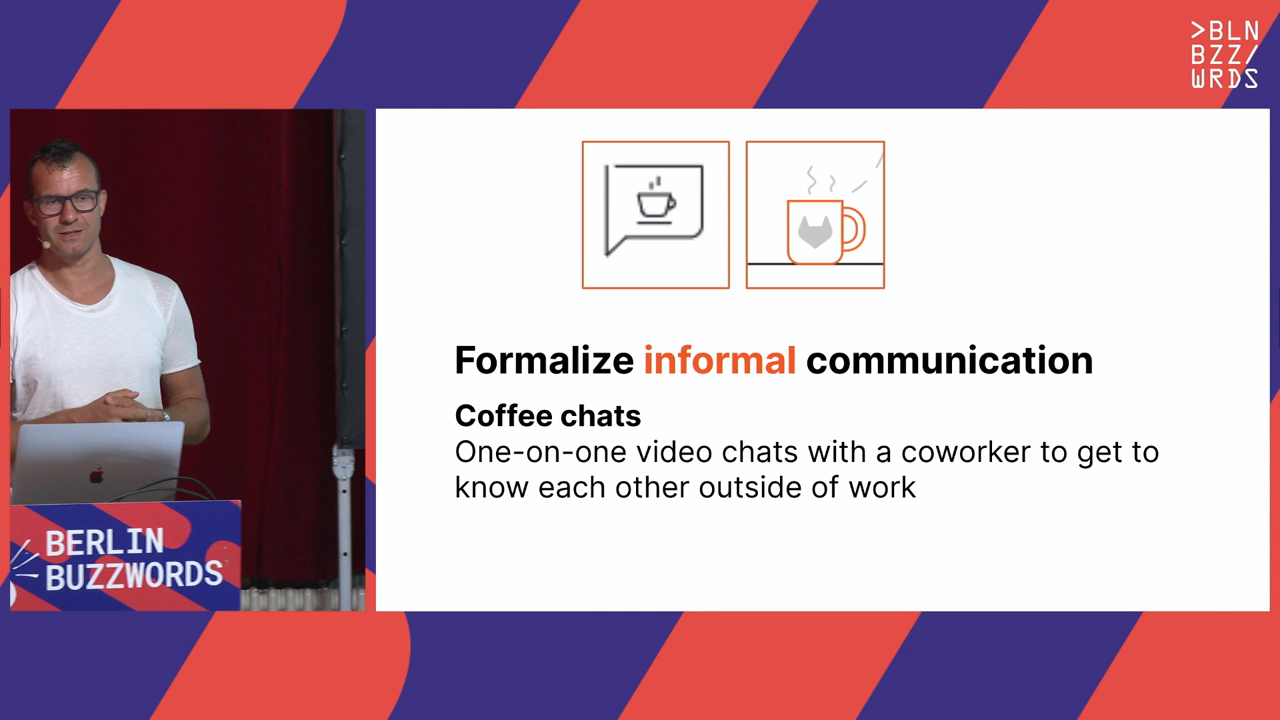 >BLN
BZZ/
WRDS
Formalize informal communication
Coffee chats
One-on-one video chats with a coworker to get to
know each other outside of work
BERLIN
BUZZWORDS